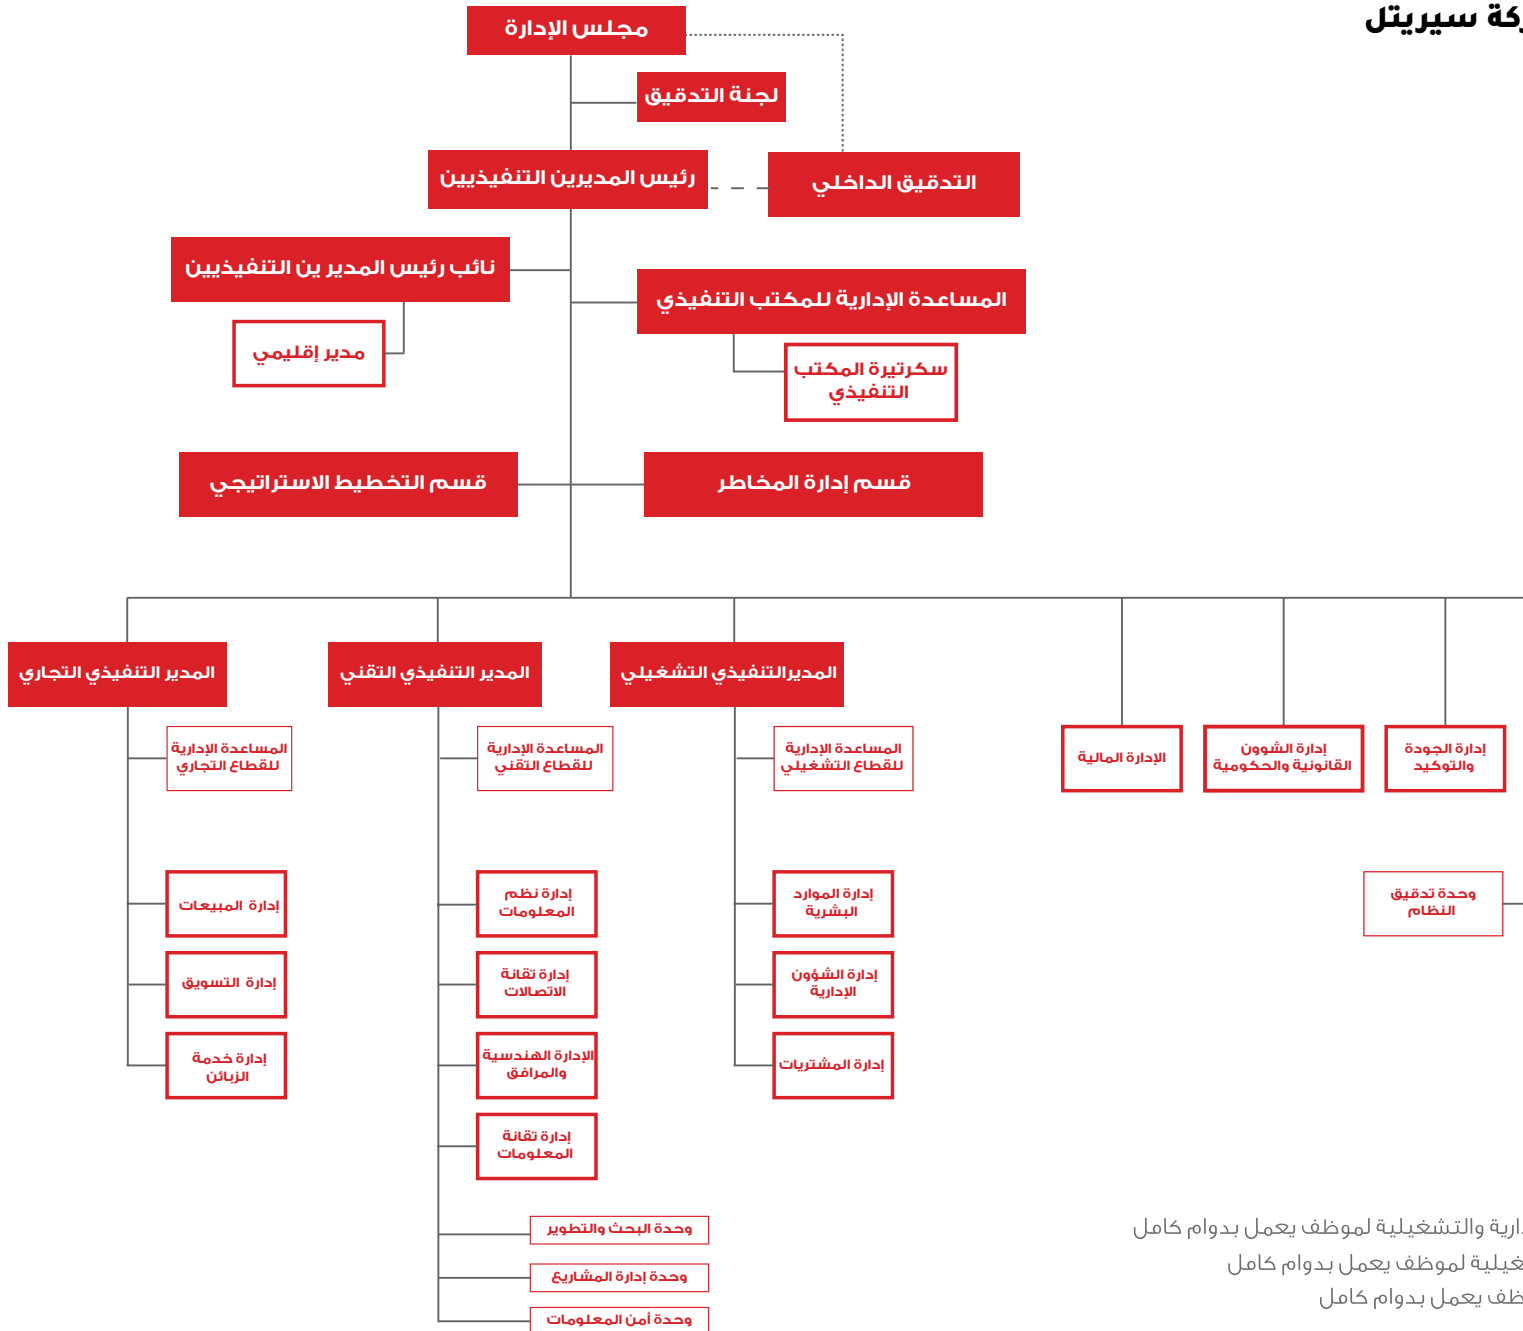 سيريتل
مجلس الإدارة
لجنة التدقيق
رئيس المديرين التنفيذيين
التدقيق الداخلي
نائب رئيس المدير ين التنفيذيين
المساعدة الإدارية للمكتب التنفيذي
مدير إقليمي
سكرتيرة المكتب
التنفيذي
قسم إدارة المخاطر
قسم التخطيط الاستراتيجي
المديرالتنفيذي التشغيلي
المدير التنفيذي التقني
المدير التنفيذي التجاري
إدارة الجودة
والتوكيد
إدارة الشوون
القانونية والحكومية
الإدارة المالية
المساعدة الإدارية
للقطاع التشغيلي
المساعدة الإدارية
للقطاع التقني
المساعدة الإدارية
للقطاع التجاري
وحدة تدقيق
النظام
إدارة الموارد
البشرية
إدارة الشؤون
الإدارية
إدارة المشتريات
إدارة نظم
المعلومات
إدارة تقانة
الاتصالات
الإدارة الهندسية
والمرافق
إدارة تقانة
المعلومات
وحدة البحث والتطوير
وحدة إدارة المشاريع
وحدة أمن المعلومات
إدارة المبيعات
إدارة التسويق
إدارة خدمة
الزبائن
والتشغيلية لموظف يعمل بدوام كامل
لموظف يعمل بدوام كامل
يعمل بدوام كامل